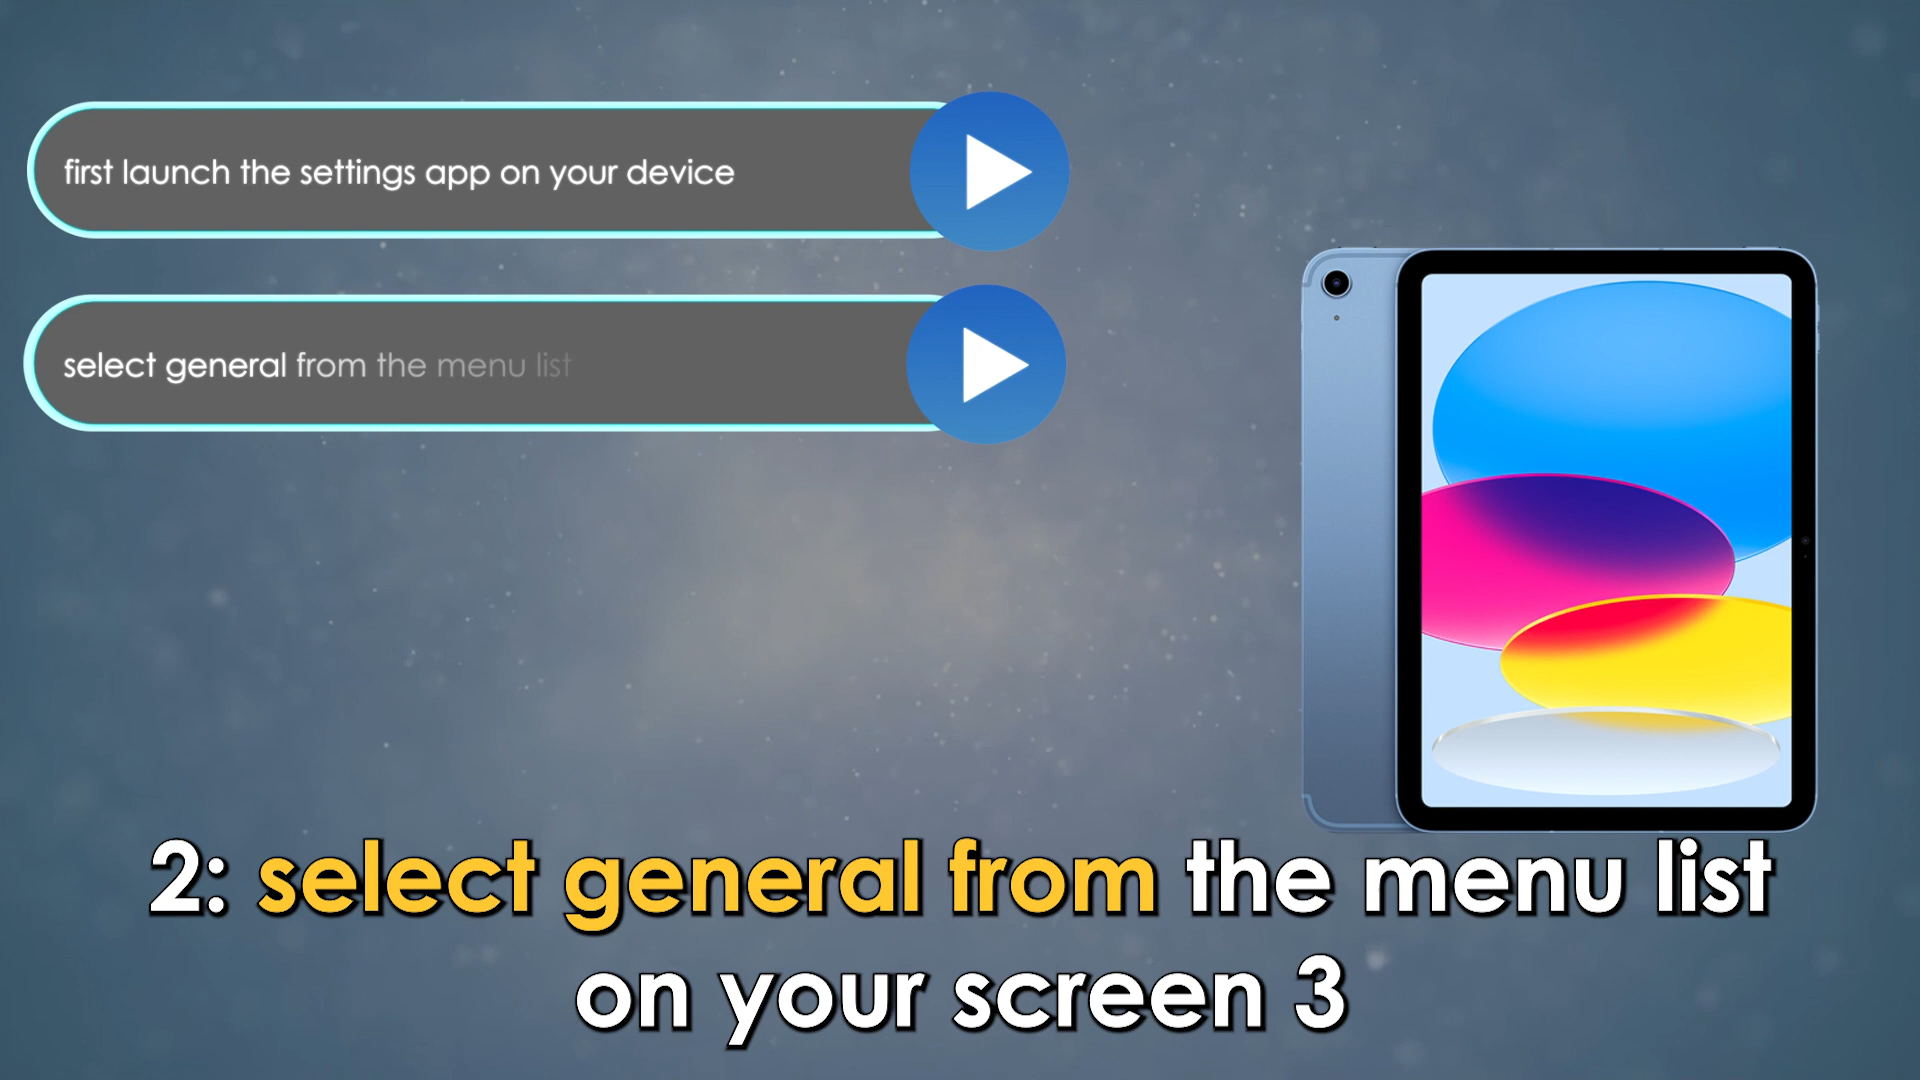 first launch the settings app on your device
select general from the menu list
2: select general from the menu list
on your screen 3